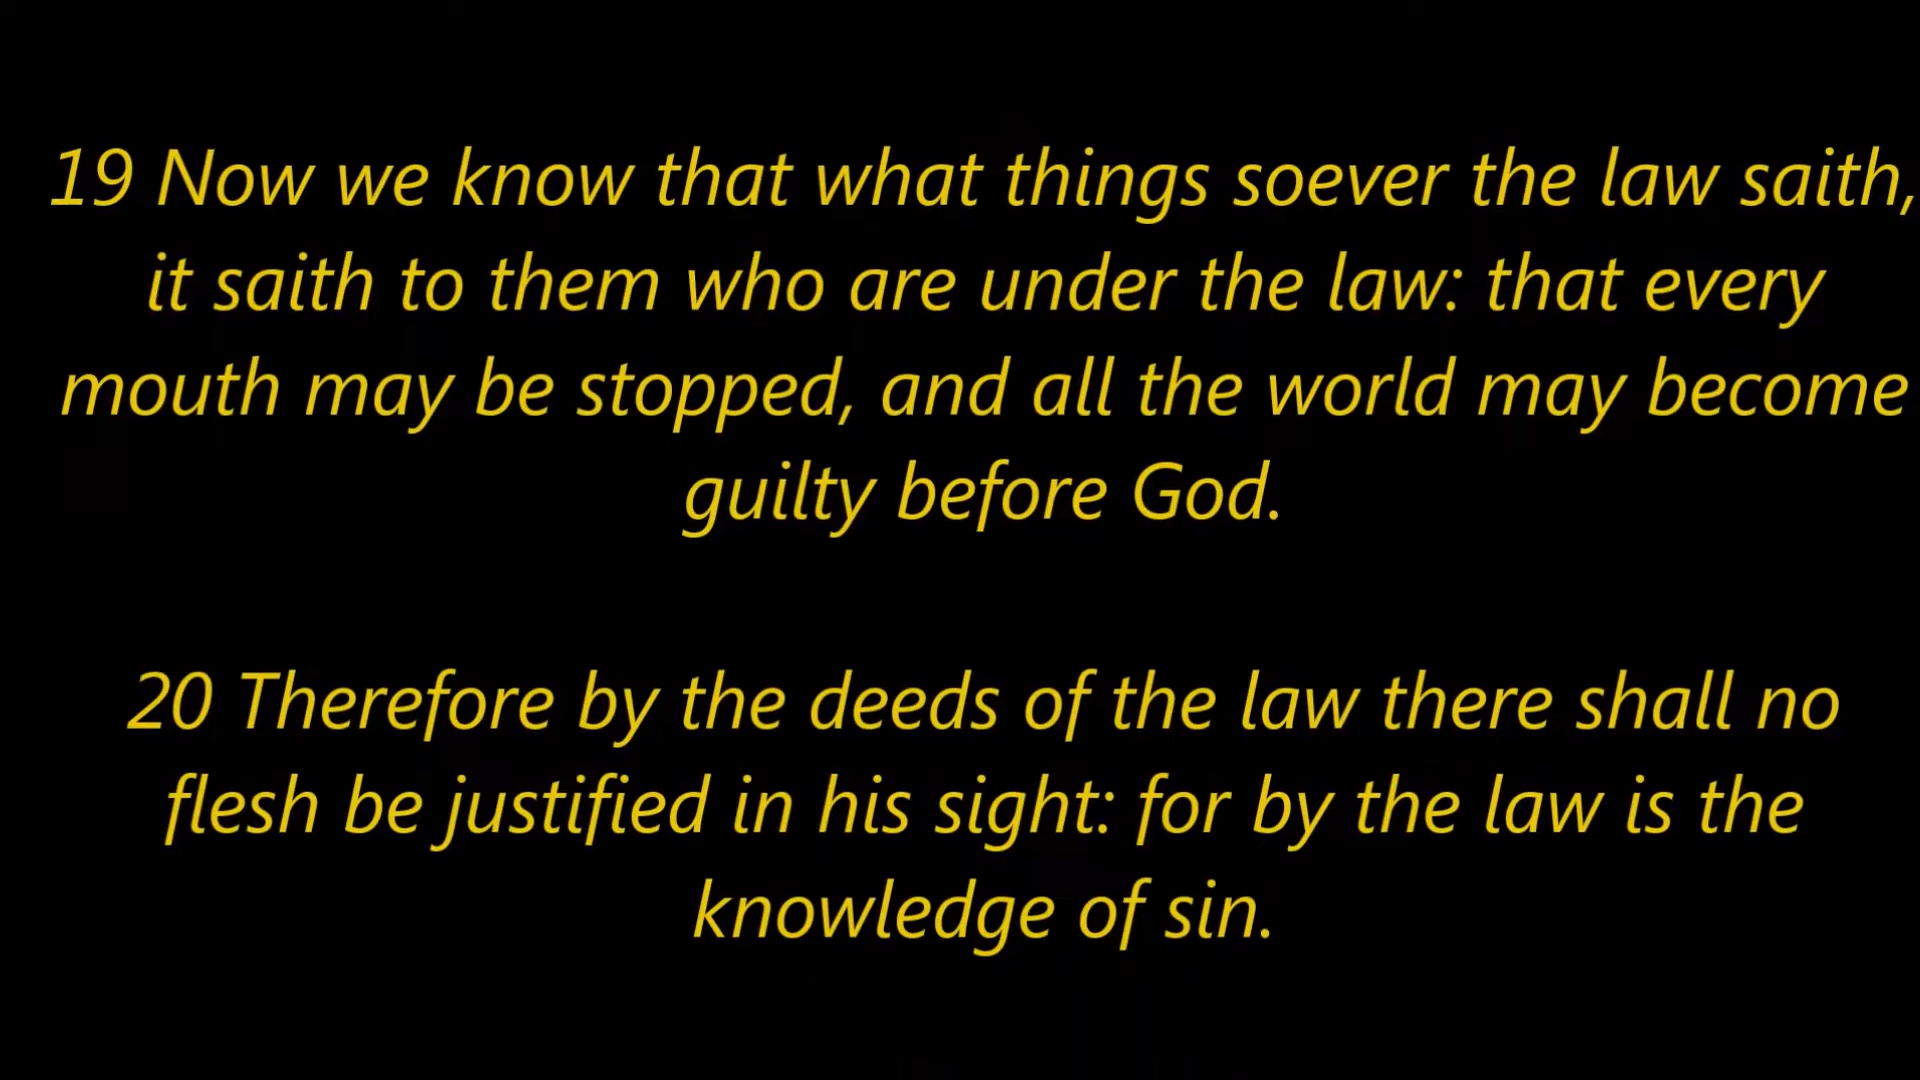 19 Now we know that what things soever the law saith,
it saith to them who are under the law: that every
mouth may be stopped, and all the world may become
guilty before God.
20 Therefore by the deeds of the law there shall no
flesh be justified in his sight: for by the law is the
knowledge of sin.